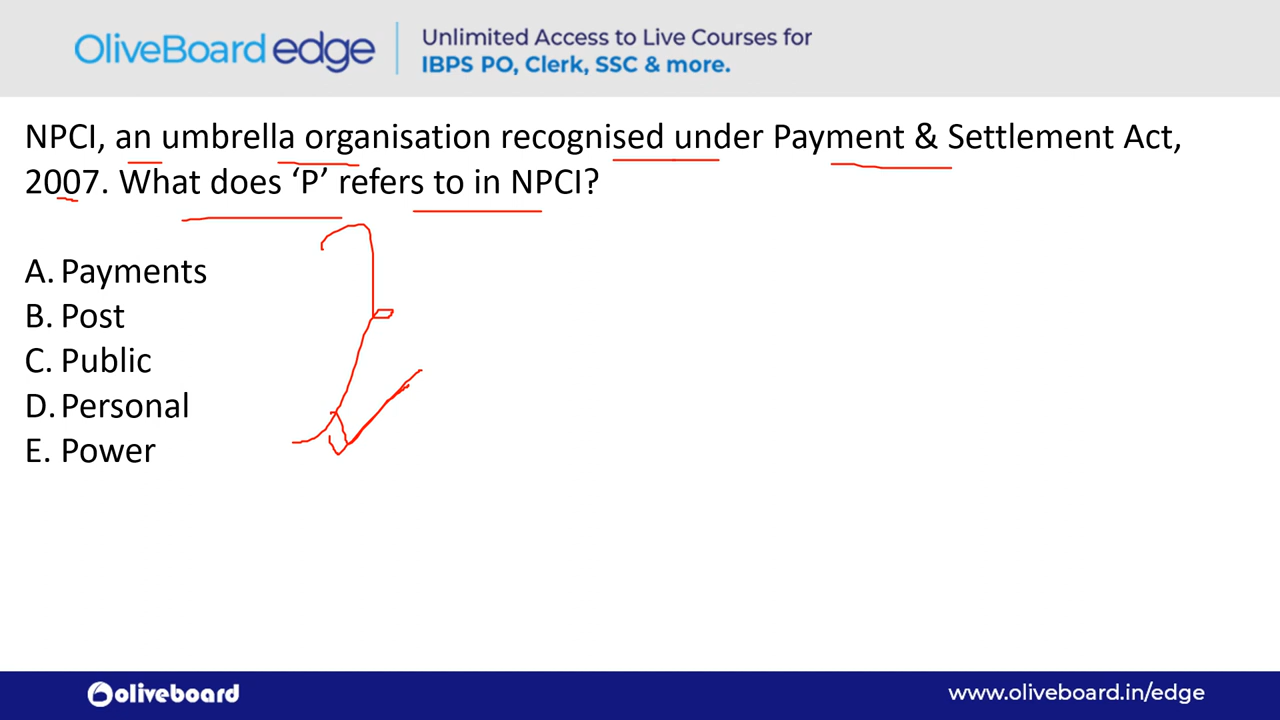 OliveBoard edge
Unlimited Access to Live Courses for
IBPS PO, Clerk, SSC & more.
NPCI, an umbrella organisation recognised under Payment & Settlement Act,
2007. What does ‘P’ refers to in NPCI?
A. Payments
B. Post
C. Public
D. Personal
E. Power
oliveboard
www.oliveboard.in/edge